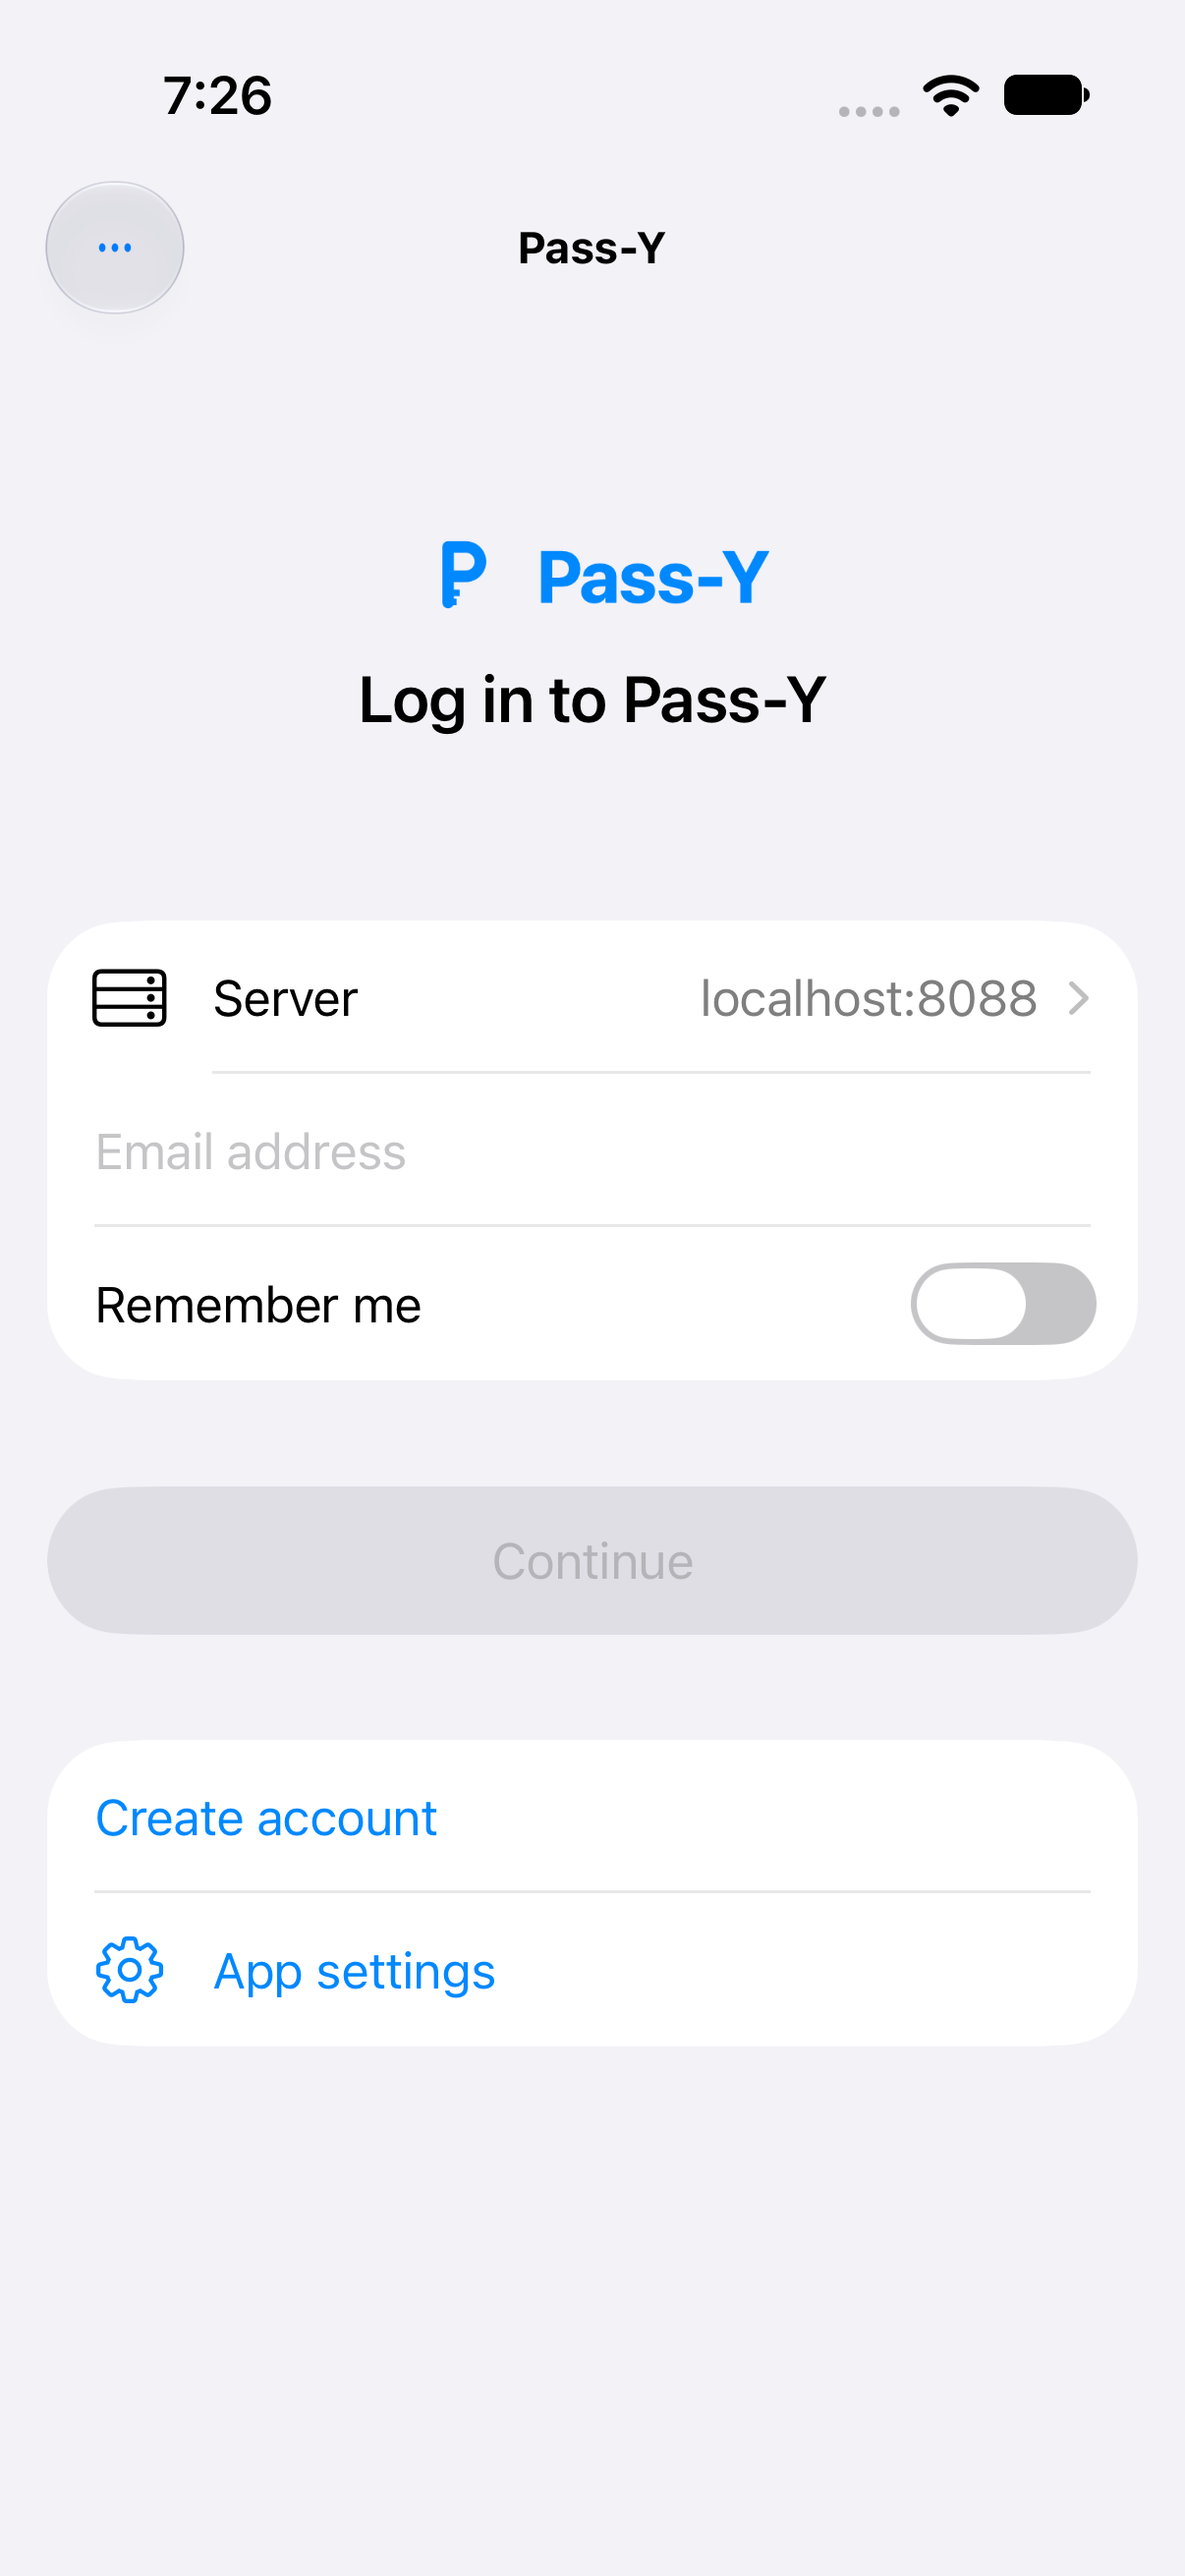 7:26
Pass-Y
Pass-Y
Log in to Pass-Y
Server localhost:8088
Email address
Remember me
Continue
Create account
App settings